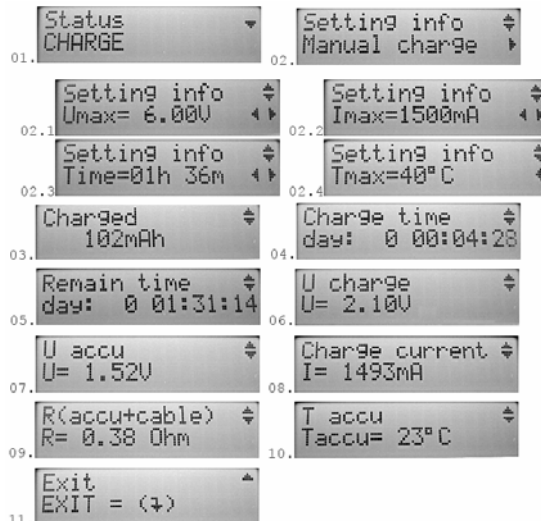 Status
CHARGE
01.
Setting info
Manual charge
02.
Setting info
Umax= 6.00V
02.1
Setting info
Imax=1500mA
02.2
Setting info
Time=01h 36m
02.3
Setting info
Tmax=40°C
02.4
Charged
102mAh
03.
Charge time
day: 0 00:04:28
04.
Remain time
day: 0 01:31:14
05.
U charge
U= 2.10V
06.
U accu
U= 1.52V
07.
Charge current
I= 1493mA
08.
R(accu+cable)
R= 0.38 Ohm
09.
T accu
Taccu= 23°C
10.
Exit
EXIT = (↴)
11.